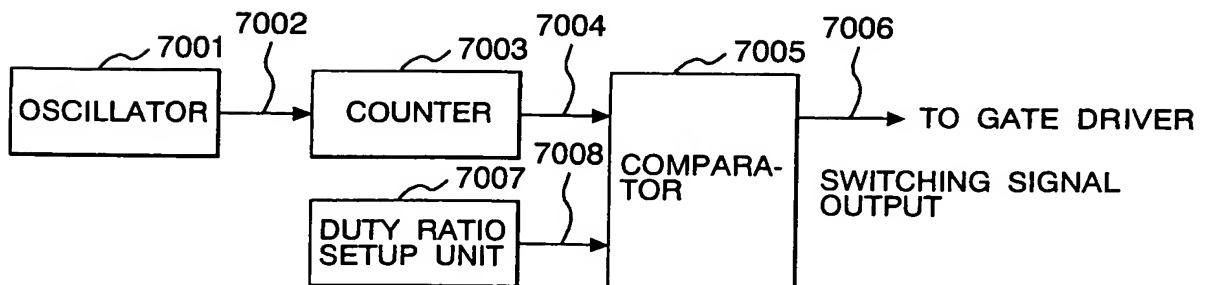 7001
7002
7003
7004
7005
7006
OSCILLATOR
COUNTER
TO GATE DRIVER
7007
7008
COMPARA-
TOR
SWITCHING SIGNAL
OUTPUT
DUTY RATIO
SETUP UNIT